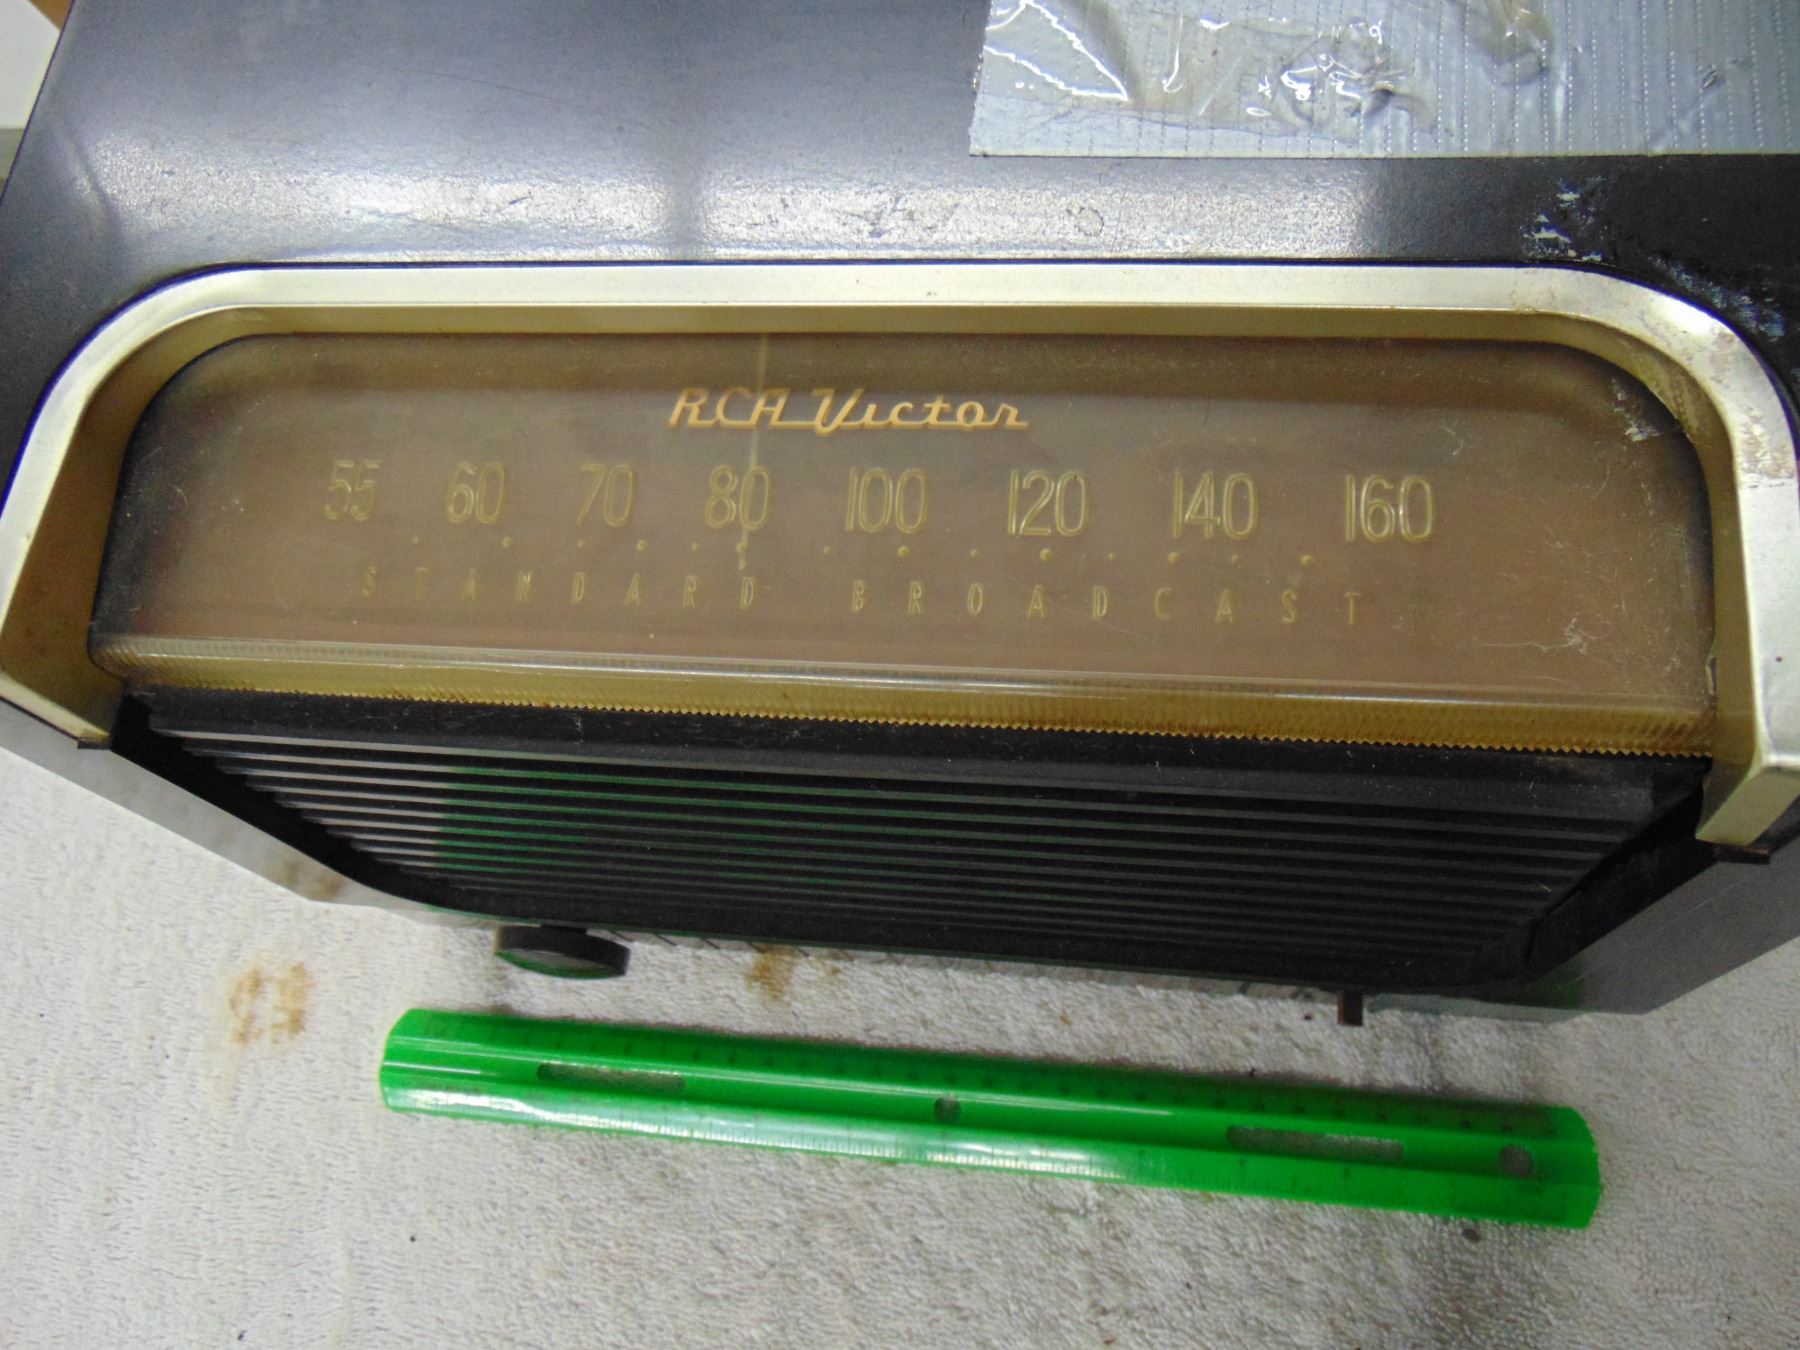 RCA Victor
55 60 70 80 100 120 140 160
STANDARD BROADCAST